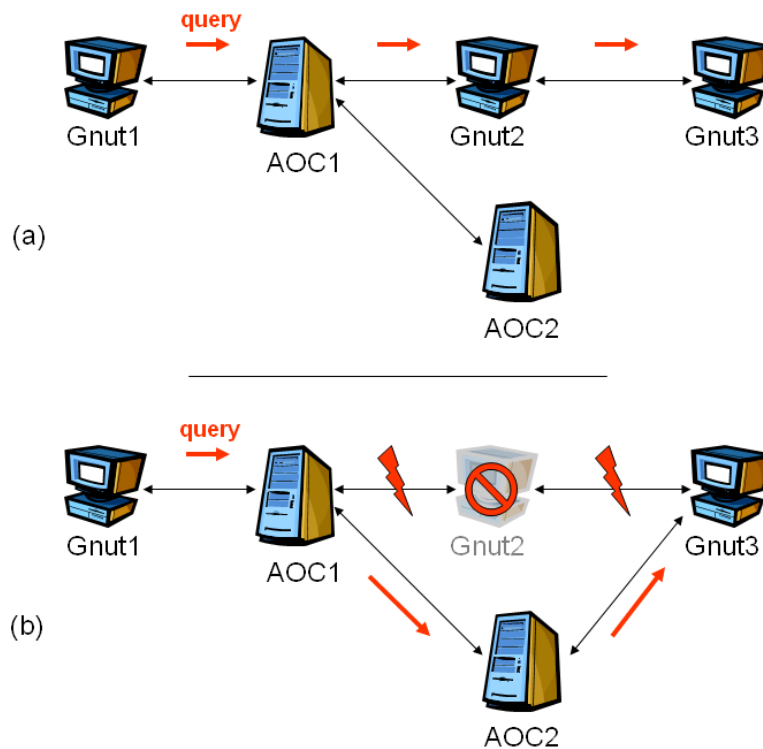 query
Gnut1
AOC1
Gnut2
Gnut3
(a)
AOC2
query
Gnut1
AOC1
Gnut2
Gnut3
(b)
AOC2